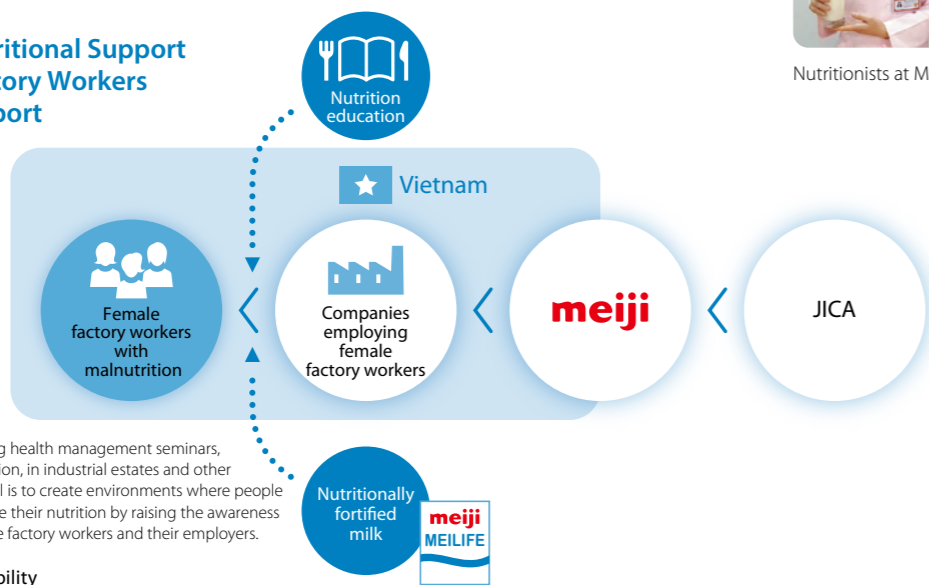 ritional Support
tory Workers
port
Nutrition
education
Nutritionists at M
Vietnam
Female
factory workers
with
malnutrition
Companies
employing
female
factory workers
meiji
JICA
g health management seminars,
ion, in industrial estates and other
l is to create environments where people
e their nutrition by raising the awareness
e factory workers and their employers.
Nutritionally
fortified
milk
meiji
MEILIFE
bility